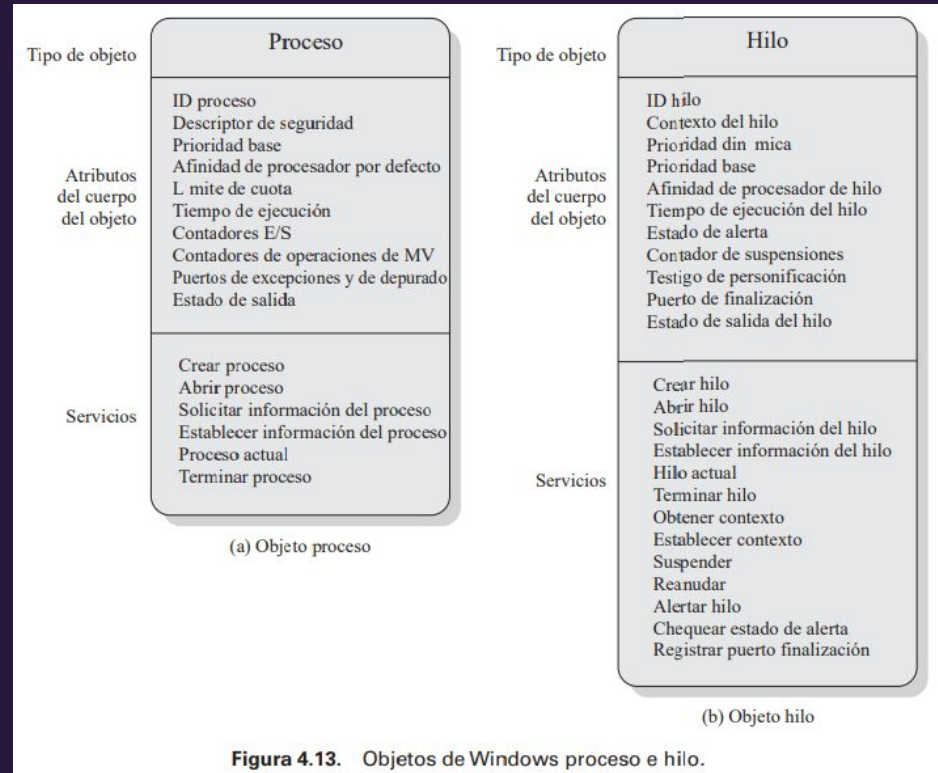 Tipo de objeto
Proceso
Atributos
del cuerpo
del objeto
ID proceso
Descriptor de seguridad
Prioridad base
Afinidad de procesador por defecto
L mite de cuota
Tiempo de ejecución
Contadores E/S
Contadores de operaciones de MV
Puertos de excepciones y de depurado
Estado de salida
Servicios
Crear proceso
Abrir proceso
Solicitar información del proceso
Establecer información del proceso
Proceso actual
Terminar proceso
(a) Objeto proceso
Tipo de objeto
Hilo
Atributos
del cuerpo
del objeto
ID hilo
Contexto del hilo
Prioridad din mica
Prioridad base
Afinidad de procesador de hilo
Tiempo de ejecución del hilo
Estado de alerta
Contador de suspensiones
Testigo de personificación
Puerto de finalización
Estado de salida del hilo
Servicios
Crear hilo
Abrir hilo
Solicitar información del hilo
Establecer información del hilo
Hilo actual
Terminar hilo
Obtener contexto
Establecer contexto
Suspender
Reanudar
Alertar hilo
Chequear estado de alerta
Registrar puerto finalización
(b) Objeto hilo
Figura 4.13. Objetos de Windows proceso e hilo.